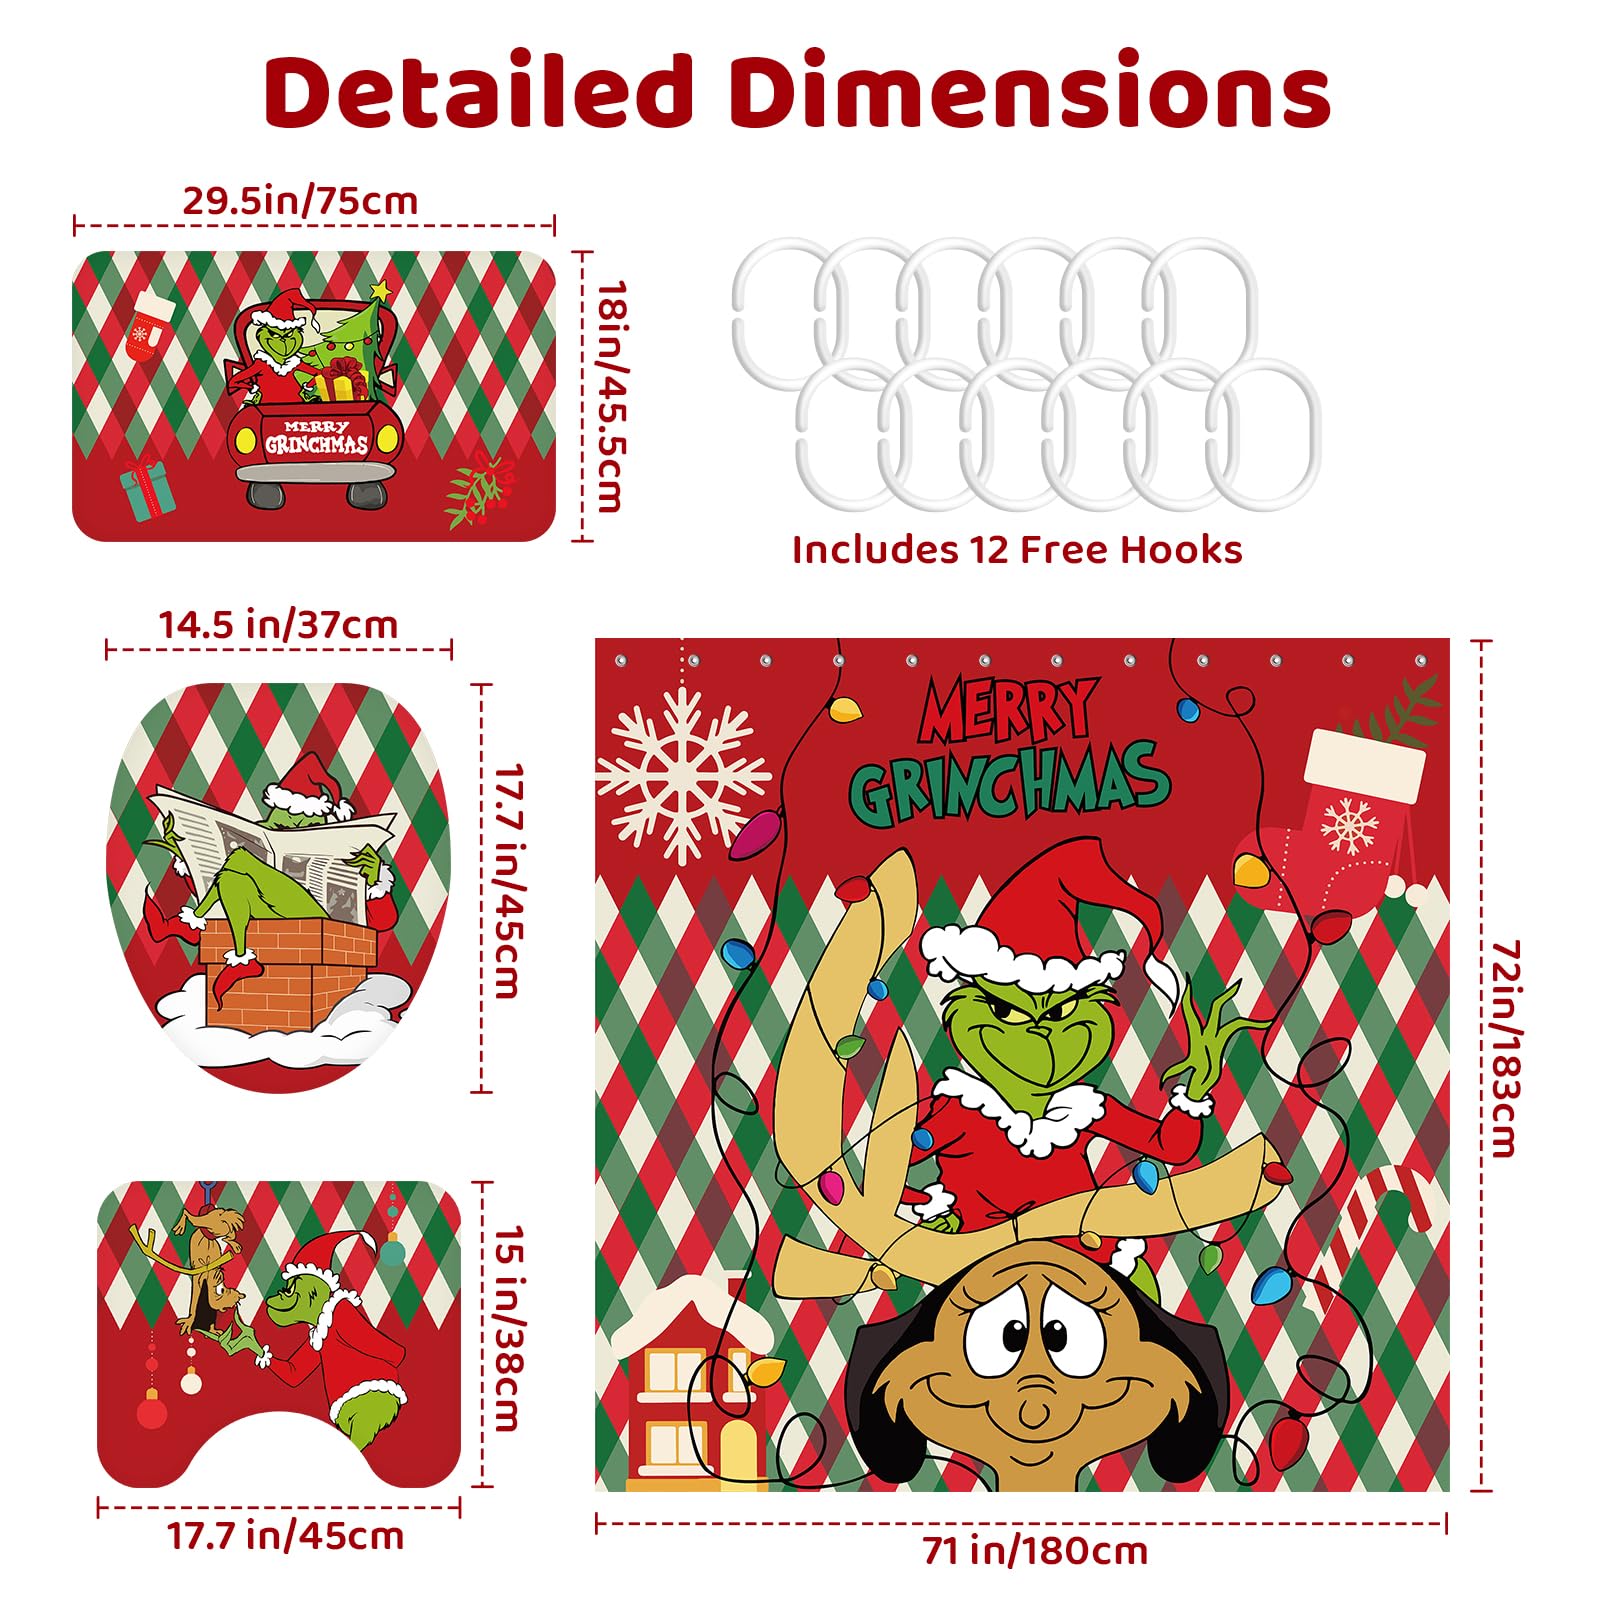 Detailed Dimensions
29.5in/75cm
18in/45.5cm
MERRY
GRINCHMAS
Includes 12 Free Hooks
14.5 in/37cm
17.7 in/45cm
MERRY
GRINCHMAS
72in/183cm
15 in/38cm
17.7 in/45cm
71 in/180cm